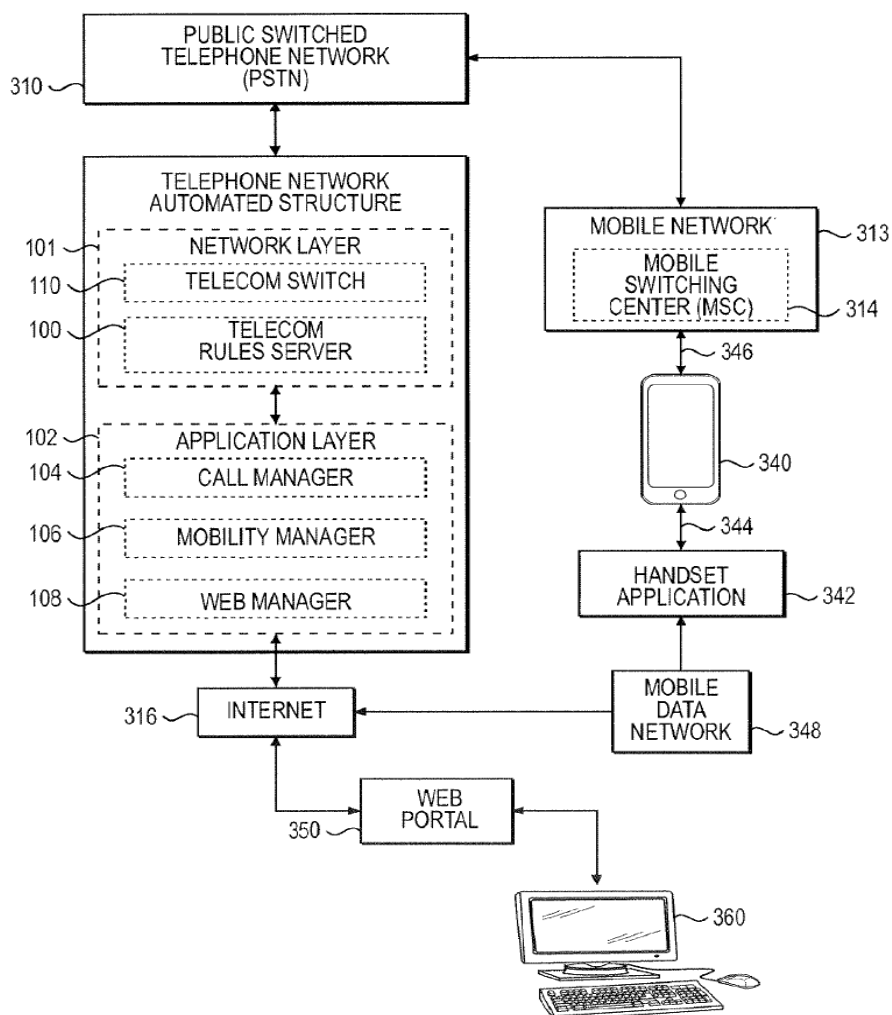 PUBLIC SWITCHED
TELEPHONE NETWORK
(PSTN)
310
TELEPHONE NETWORK
AUTOMATED STRUCTURE
101
NETWORK LAYER
110
TELECOM SWITCH
100
TELECOM
RULES SERVER
102
APPLICATION LAYER
104
CALL MANAGER
106
MOBILITY MANAGER
108
WEB MANAGER
MOBILE NETWORK
313
MOBILE
SWITCHING
CENTER (MSC)
314
346
340
344
HANDSET
APPLICATION
342
MOBILE
DATA
NETWORK
348
316
INTERNET
WEB
PORTAL
350
360